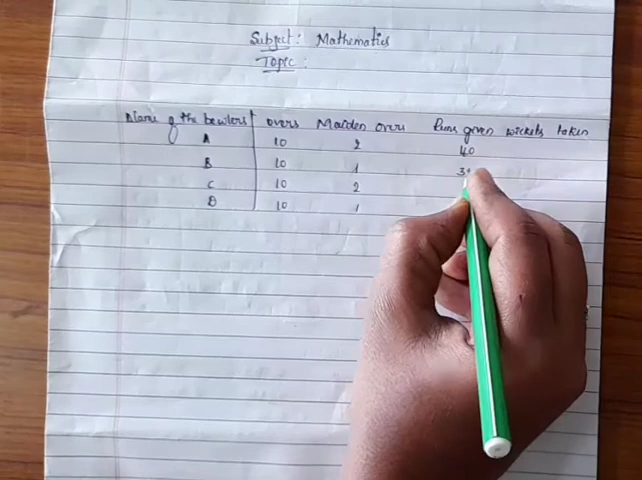 Subject: Mathematics
Topic:
Name of the bowlers overs Maiden overs Runs given wickets taken
A 10 2 40
B 10 1
C 10 2
D 10 1